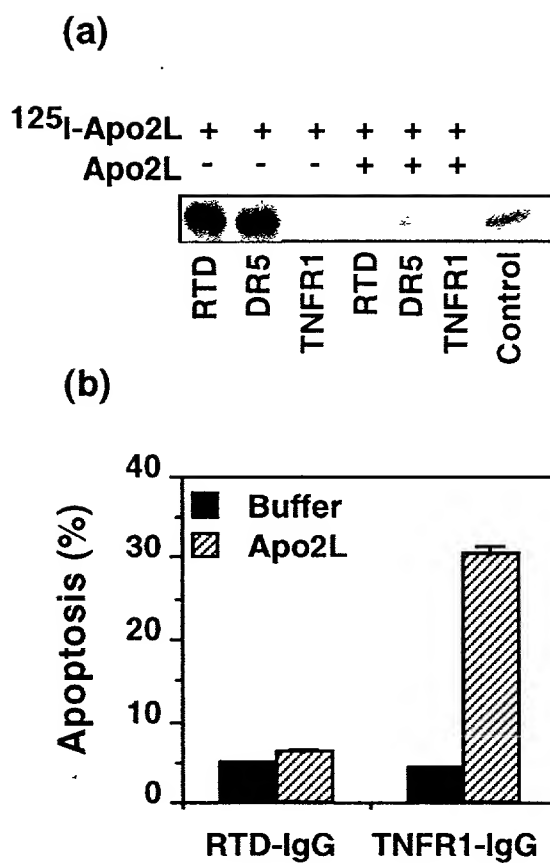 (a)
125I-Apo2L + + + + + +
Apo2L - - - + + +
RTD DR5 TNFR1 RTD DR5 TNFR1 Control
(b)
Apoptosis (%)
40
30
20
10
0
Buffer
Apo2L
RTD-IgG TNFR1-IgG